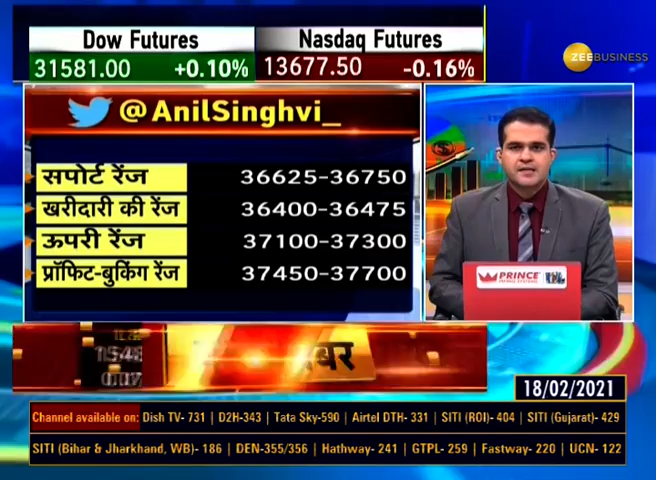 Dow Futures
31581.00 +0.10%
Nasdaq Futures
13677.50 -0.16%
ZEEBUSINESS
@AnilSinghvi_
सपोर्ट रेंज 36625-36750
खरीदारी की रेंज 36400-36475
ऊपरी रेंज 37100-37300
प्रॉफिट-बुकिंग रेंज 37450-37700
PRINCE
18/02/2021
Channel available on: Dish TV- 731 | D2H-343 | Tata Sky-590 | Airtel DTH- 331 | SITI (ROI)- 404 | SITI (Gujarat)- 429
SITI (Bihar & Jharkhand, WB)- 186 | DEN-355/356 | Hathway- 241 | GTPL- 259 | Fastway- 220 | UCN- 122